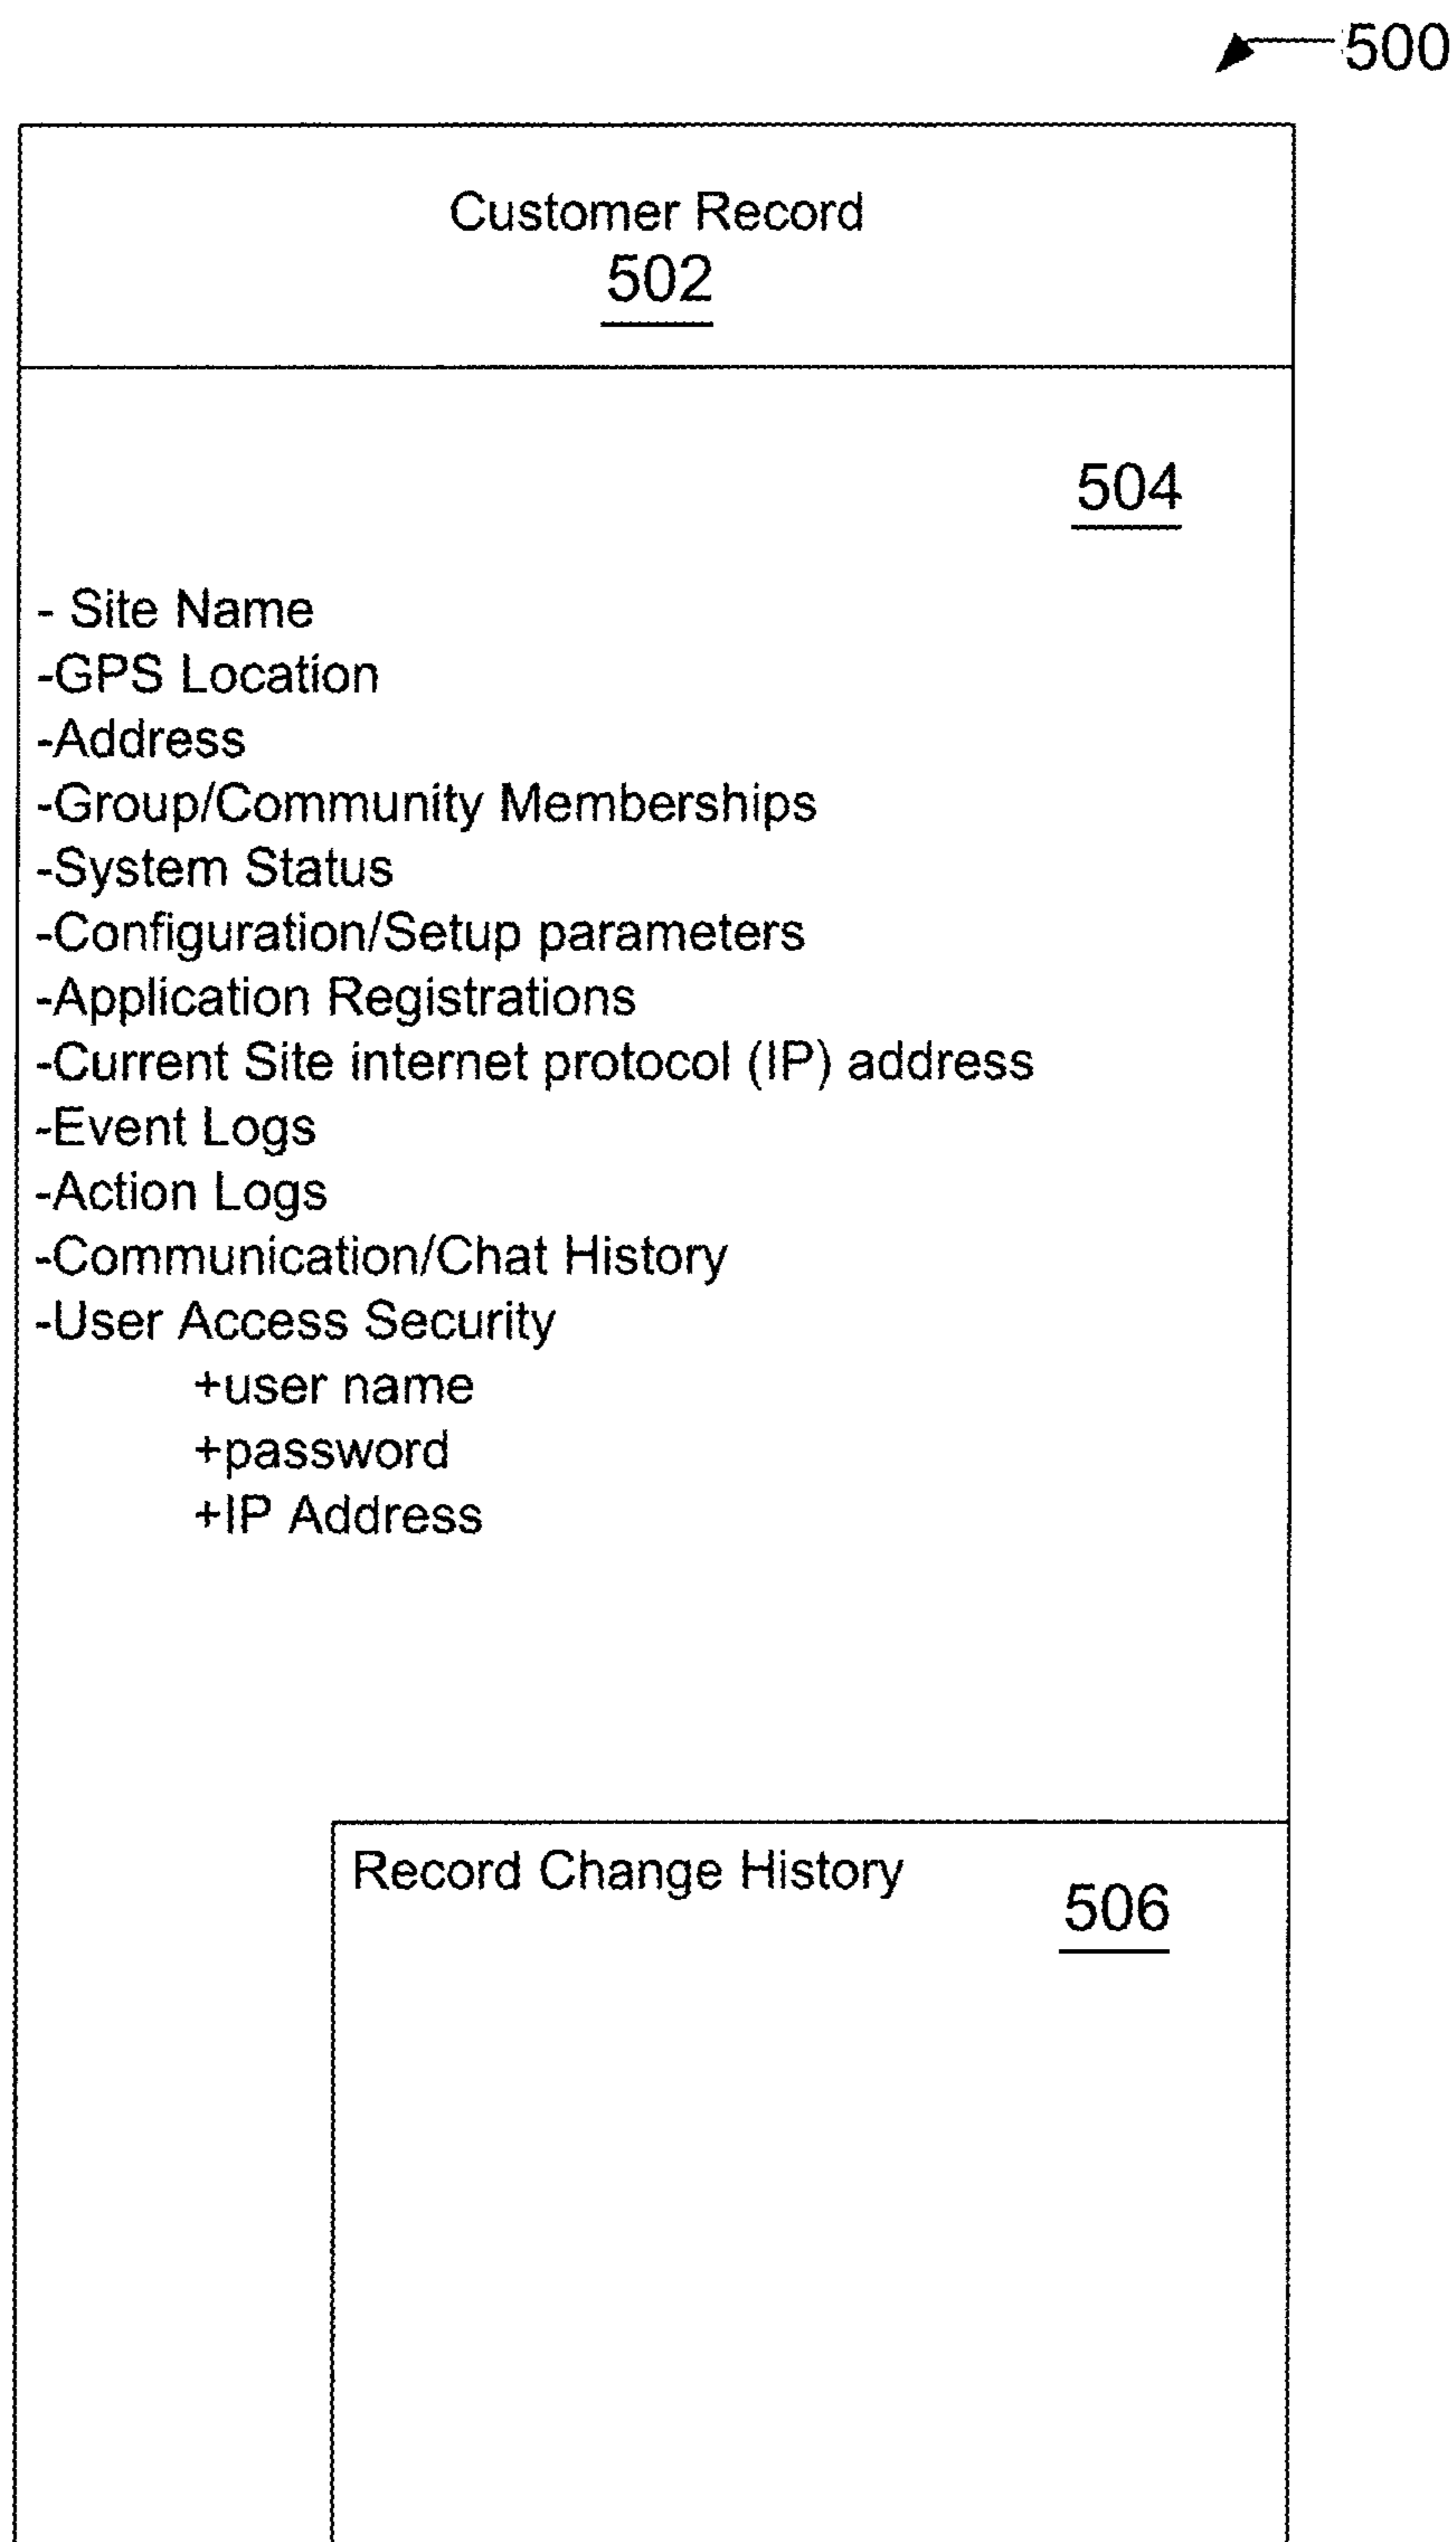 500
Customer Record
502
504
- Site Name
-GPS Location
-Address
-Group/Community Memberships
-System Status
-Configuration/Setup parameters
-Application Registrations
-Current Site internet protocol (IP) address
-Event Logs
-Action Logs
-Communication/Chat History
-User Access Security
+user name
+password
+IP Address
Record Change History
506